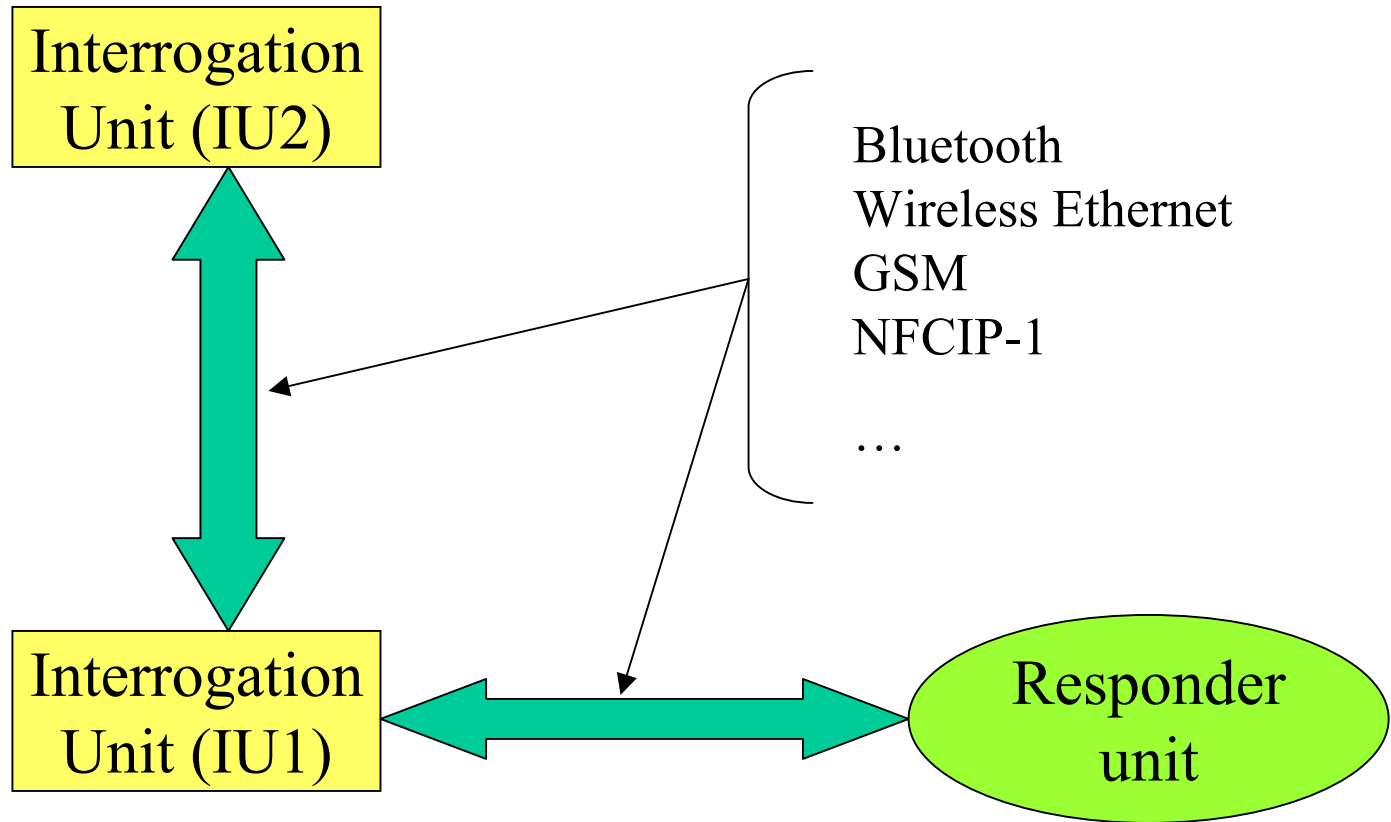 Interrogation
Unit (IU2)
Bluetooth
Wireless Ethernet
GSM
NFCIP-1
…
Interrogation
Unit (IU1)
Responder
unit